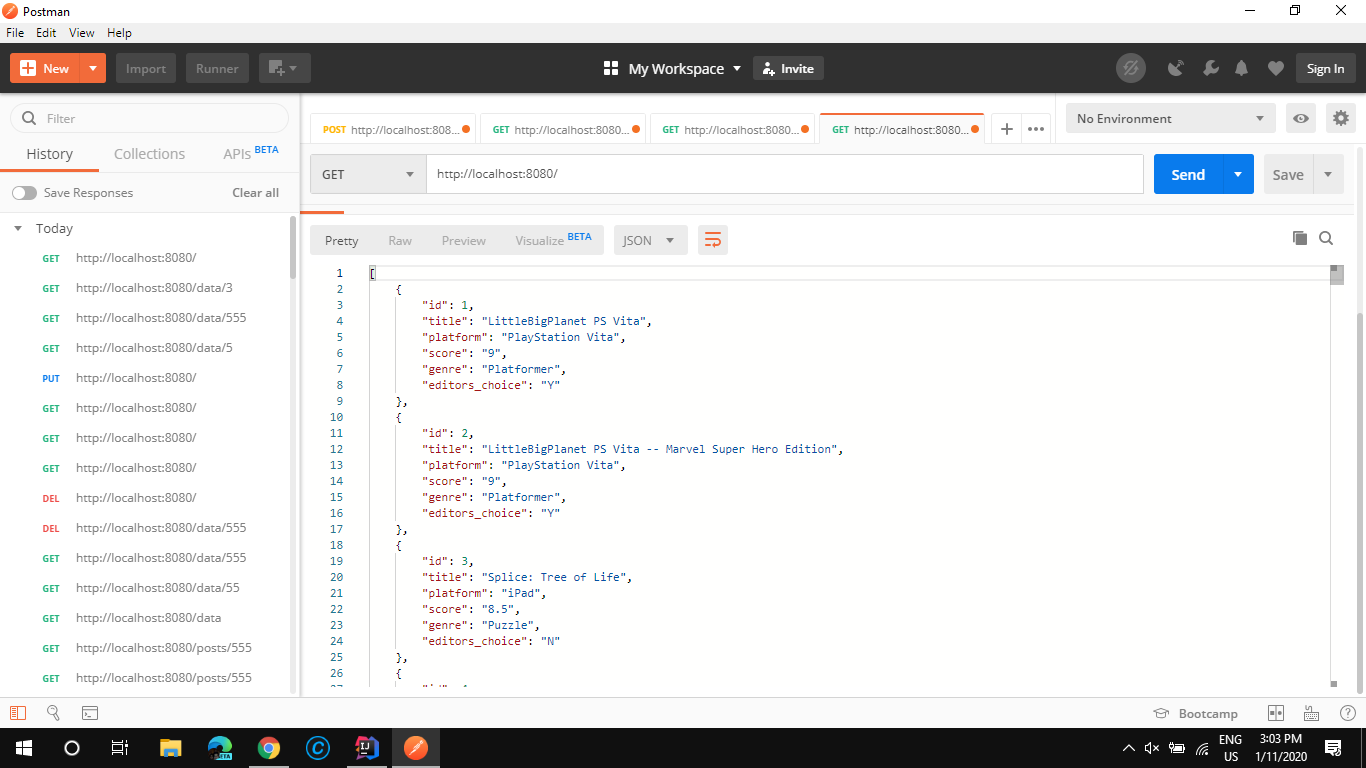 Postman
File Edit View Help
New Import Runner My Workspace Invite Sign In
Filter
History Collections APIs BETA
Save Responses Clear all
Today
GET http://localhost:8080/
GET http://localhost:8080/data/3
GET http://localhost:8080/data/555
GET http://localhost:8080/data/5
PUT http://localhost:8080/
GET http://localhost:8080/
GET http://localhost:8080/
GET http://localhost:8080/
DEL http://localhost:8080/
DEL http://localhost:8080/data/555
GET http://localhost:8080/data/555
GET http://localhost:8080/data/55
GET http://localhost:8080/data
GET http://localhost:8080/posts/555
GET http://localhost:8080/posts/555
POST http://localhost:808... GET http://localhost:8080... GET http://localhost:8080... GET http://localhost:8080... No Environment
GET http://localhost:8080/ Send Save
Pretty Raw Preview Visualize BETA JSON
1 [
2 {
3 "id": 1,
4 "title": "LittleBigPlanet PS Vita",
5 "platform": "PlayStation Vita",
6 "score": "9",
7 "genre": "Platformer",
8 "editors_choice": "Y"
9 },
10 {
11 "id": 2,
12 "title": "LittleBigPlanet PS Vita -- Marvel Super Hero Edition",
13 "platform": "PlayStation Vita",
14 "score": "9",
15 "genre": "Platformer",
16 "editors_choice": "Y"
17 },
18 {
19 "id": 3,
20 "title": "Splice: Tree of Life",
21 "platform": "iPad",
22 "score": "8.5",
23 "genre": "Puzzle",
24 "editors_choice": "N"
25 },
26 {
Bootcamp
ENG 3:03 PM
US 1/11/2020